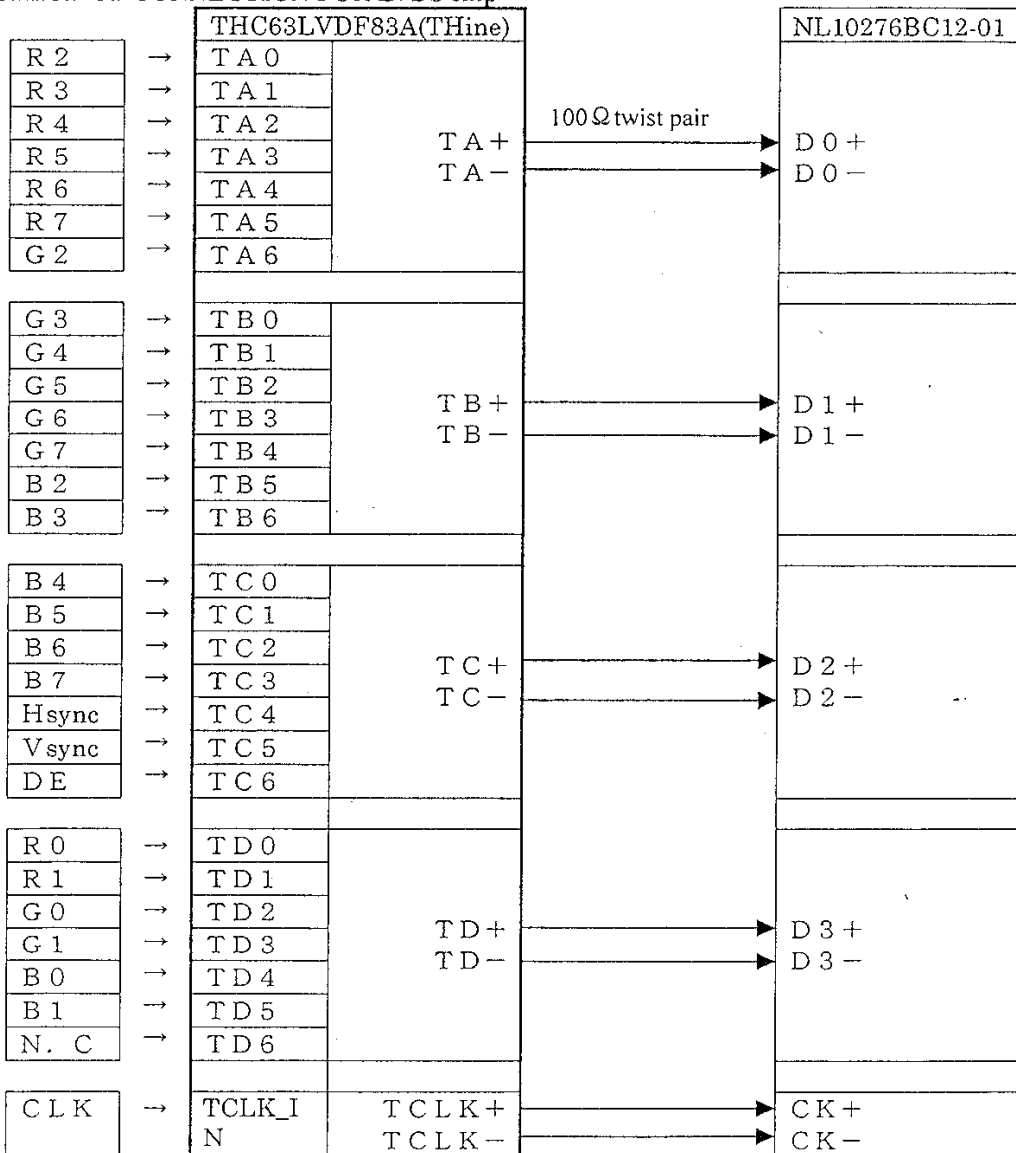 THC63LVDF83A(THine) NL10276BC12-01
R2 → TA0
R3 → TA1
R4 → TA2 100Ω twist pair
R5 → TA3 TA+ D0+
R6 → TA4 TA− D0−
R7 → TA5
G2 → TA6
G3 → TB0
G4 → TB1
G5 → TB2 TB+ D1+
G6 → TB3 TB− D1−
G7 → TB4
B2 → TB5
B3 → TB6
B4 → TC0
B5 → TC1
B6 → TC2 TC+ D2+
B7 → TC3 TC− D2−
Hsync → TC4
Vsync → TC5
DE → TC6
R0 → TD0
R1 → TD1
G0 → TD2 TD+ D3+
G1 → TD3 TD− D3−
B0 → TD4
B1 → TD5
N. C → TD6
CLK → TCLK_I TCLK+ CK+
N TCLK− CK−